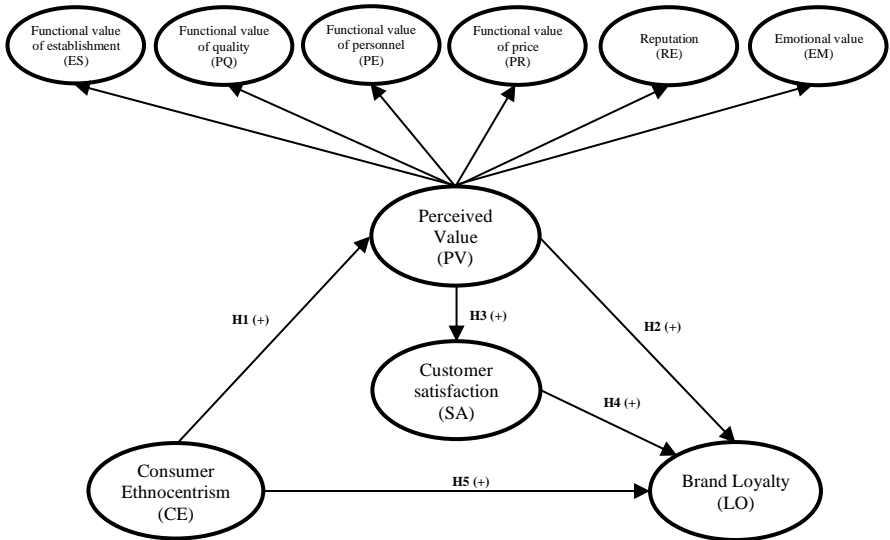 Functional value
of establishment
(ES)
Functional value
of quality
(PQ)
Functional value
of personnel
(PE)
Functional value
of price
(PR)
Reputation
(RE)
Emotional value
(EM)
Perceived
Value
(PV)
H1 (+)
H3 (+)
H2 (+)
Customer
satisfaction
(SA)
H4 (+)
Consumer
Ethnocentrism
(CE)
H5 (+)
Brand Loyalty
(LO)